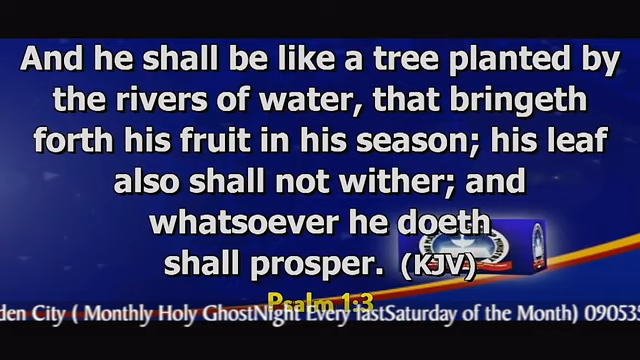 And he shall be like a tree planted by
the rivers of water, that bringeth
forth his fruit in his season; his leaf
also shall not wither; and
whatsoever he doeth
shall prosper. (KJV)
Psalm 1:3
den City ( Monthly Holy GhostNight Every lastSaturday of the Month) 090535